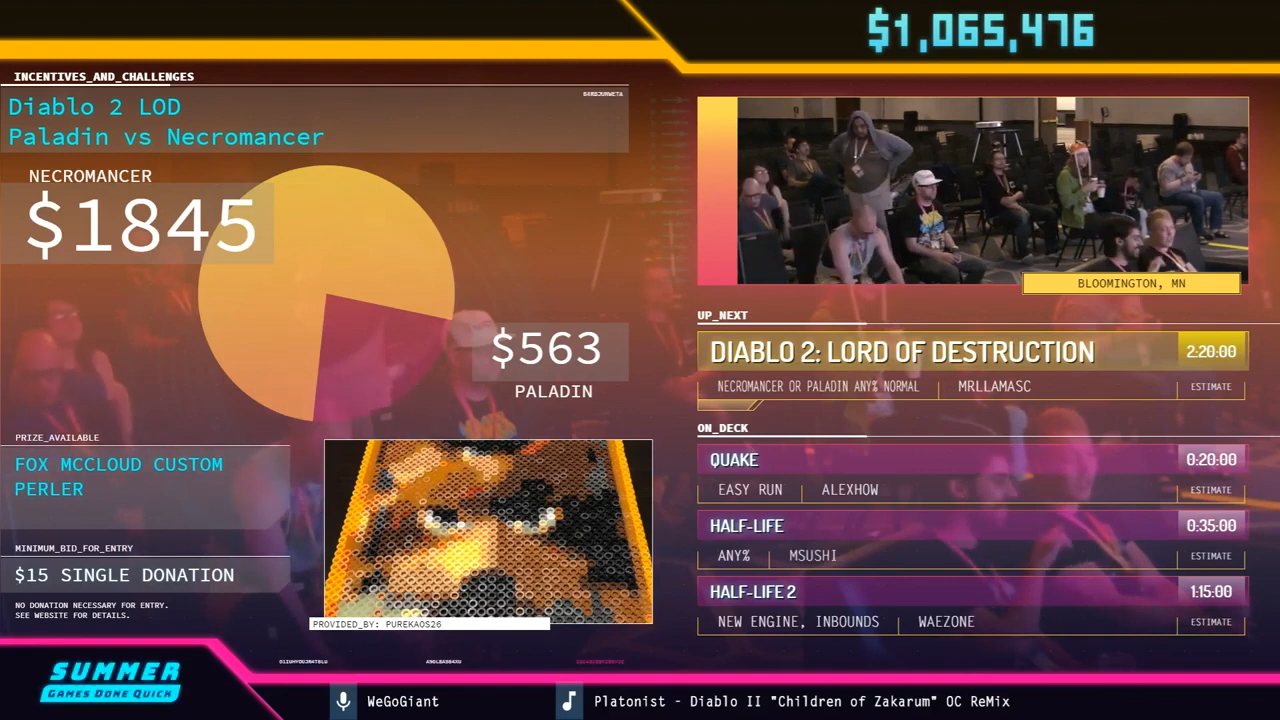 $1,065,476
INCENTIVES_AND_CHALLENGES
Diablo 2 LOD
Paladin vs Necromancer
NECROMANCER
$1845
$563
PALADIN
PRIZE_AVAILABLE
FOX MCCLOUD CUSTOM
PERLER
MINIMUM_BID_FOR_ENTRY
$15 SINGLE DONATION
NO DONATION NECESSARY FOR ENTRY.
SEE WEBSITE FOR DETAILS.
PROVIDED_BY: PUREKAOS26
BLOOMINGTON, MN
UP_NEXT
DIABLO 2: LORD OF DESTRUCTION 2:20:00
NECROMANCER OR PALADIN ANY% NORMAL MRLLAMASC ESTIMATE
ON_DECK
QUAKE 0:20:00
EASY RUN ALEXHOW ESTIMATE
HALF-LIFE 0:35:00
ANY% MSUSHI ESTIMATE
HALF-LIFE 2 1:15:00
NEW ENGINE, INBOUNDS WAEZONE ESTIMATE
SUMMER
GAMES DONE QUICK
WeGoGiant
Platonist - Diablo II "Children of Zakarum" OC ReMix